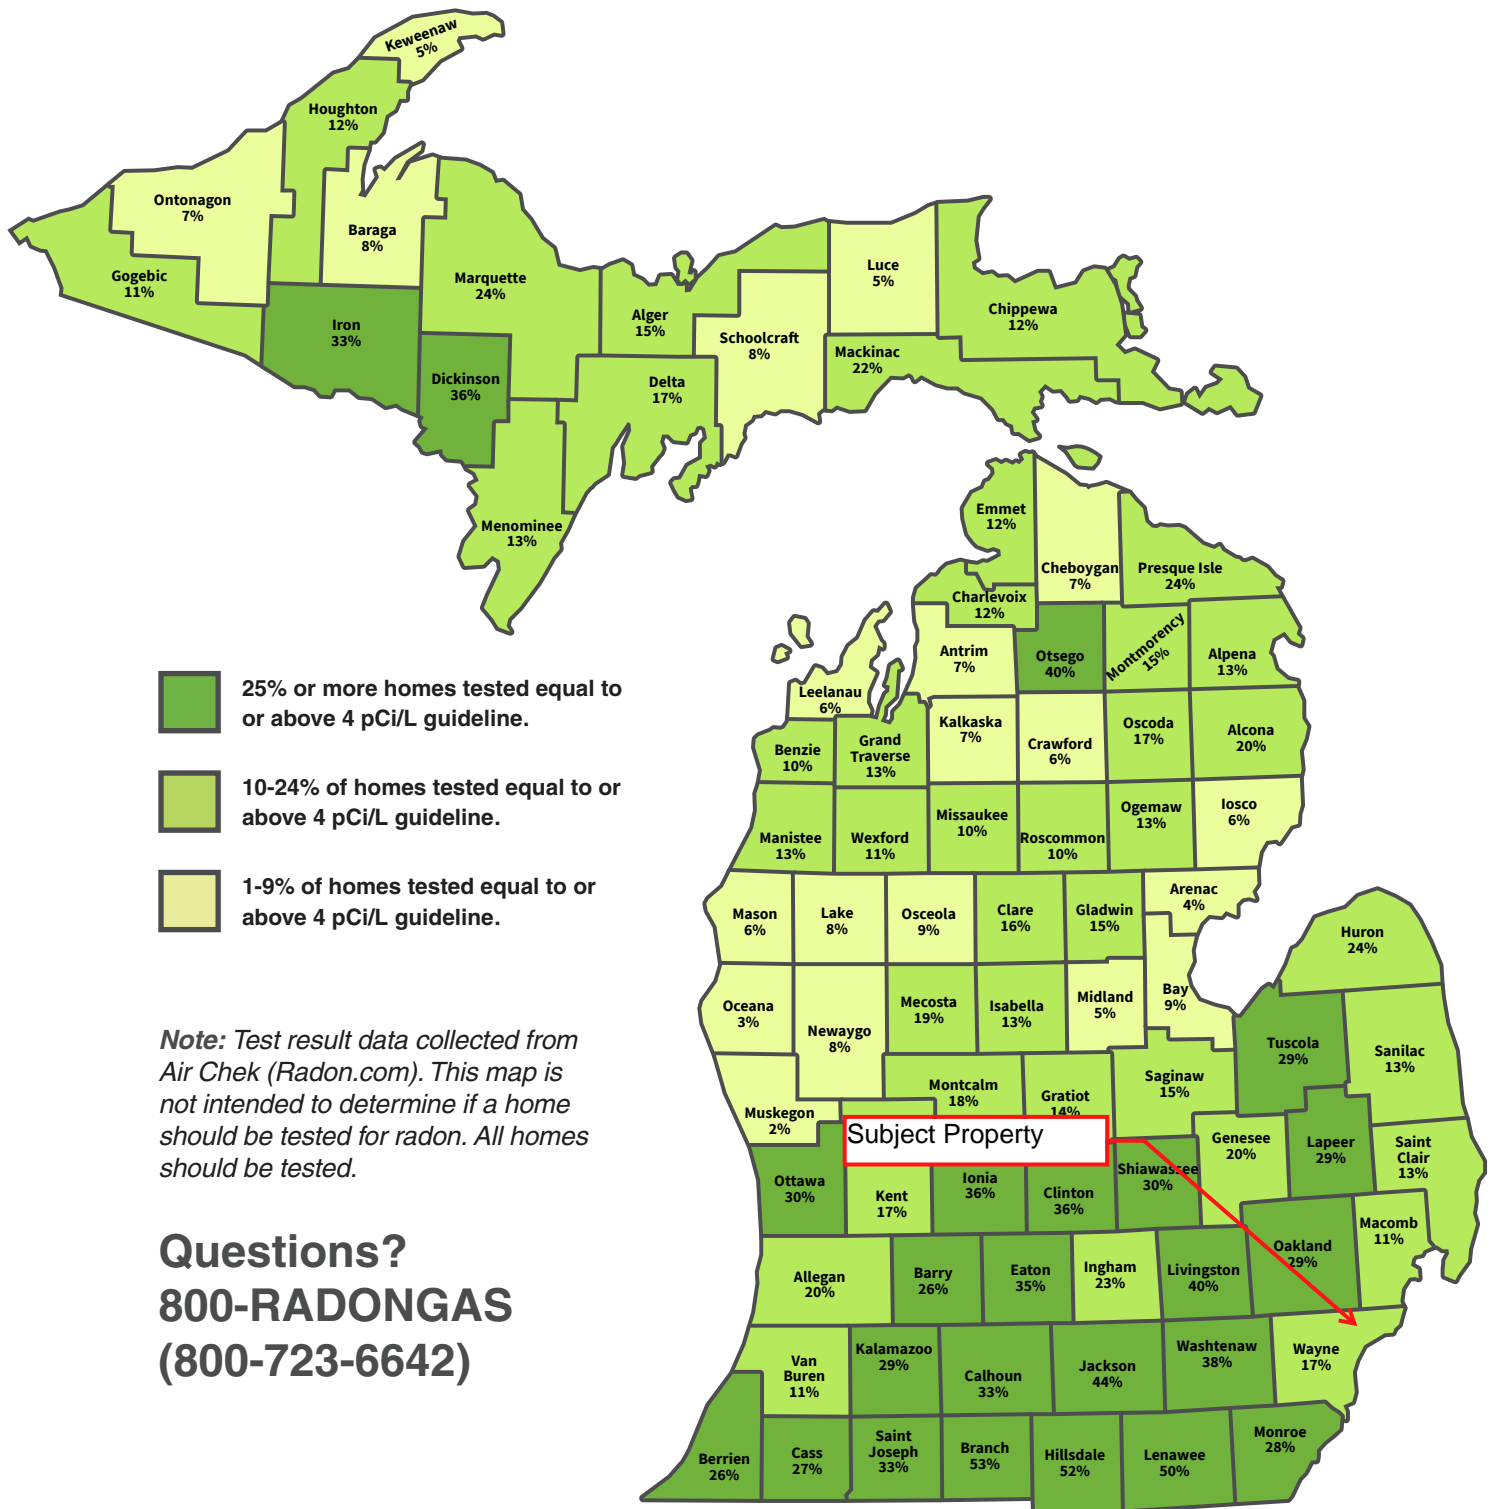 Keweenaw
5%
Houghton
12%
Ontonagon
7%
Baraga
8%
Gogebic
11%
Marquette
24%
Iron
33%
Dickinson
36%
Alger
15%
Luce
5%
Chippewa
12%
Schoolcraft
8%
Mackinac
22%
Delta
17%
Menominee
13%
Emmet
12%
Cheboygan
7%
Presque Isle
24%
Charlevoix
12%
Antrim
7%
Otsego
40%
Montmorency
15%
Alpena
13%
Leelanau
6%
Benzie
10%
Grand
Traverse
13%
Kalkaska
7%
Crawford
6%
Oscoda
17%
Alcona
20%
Manistee
13%
Wexford
11%
Missaukee
10%
Roscommon
10%
Ogemaw
13%
Iosco
6%
Mason
6%
Lake
8%
Osceola
9%
Clare
16%
Gladwin
15%
Arenac
4%
Huron
24%
Oceana
3%
Newaygo
8%
Mecosta
19%
Isabella
13%
Midland
5%
Bay
9%
Tuscola
29%
Sanilac
13%
Muskegon
2%
Montcalm
18%
Gratiot
14%
Saginaw
15%
Subject Property
Genesee
20%
Lapeer
29%
Saint
Clair
13%
Ottawa
30%
Kent
17%
Ionia
36%
Clinton
36%
Shiawassee
30%
Macomb
11%
Oakland
29%
Allegan
20%
Barry
26%
Eaton
35%
Ingham
23%
Livingston
40%
Van
Buren
11%
Kalamazoo
29%
Calhoun
33%
Jackson
44%
Washtenaw
38%
Wayne
17%
Berrien
26%
Cass
27%
Saint
Joseph
33%
Branch
53%
Hillsdale
52%
Lenawee
50%
Monroe
28%
25% or more homes tested equal to
or above 4 pCi/L guideline.
10-24% of homes tested equal to or
above 4 pCi/L guideline.
1-9% of homes tested equal to or
above 4 pCi/L guideline.
Note: Test result data collected from
Air Chek (Radon.com). This map is
not intended to determine if a home
should be tested for radon. All homes
should be tested.
Questions?
800-RADONGAS
(800-723-6642)